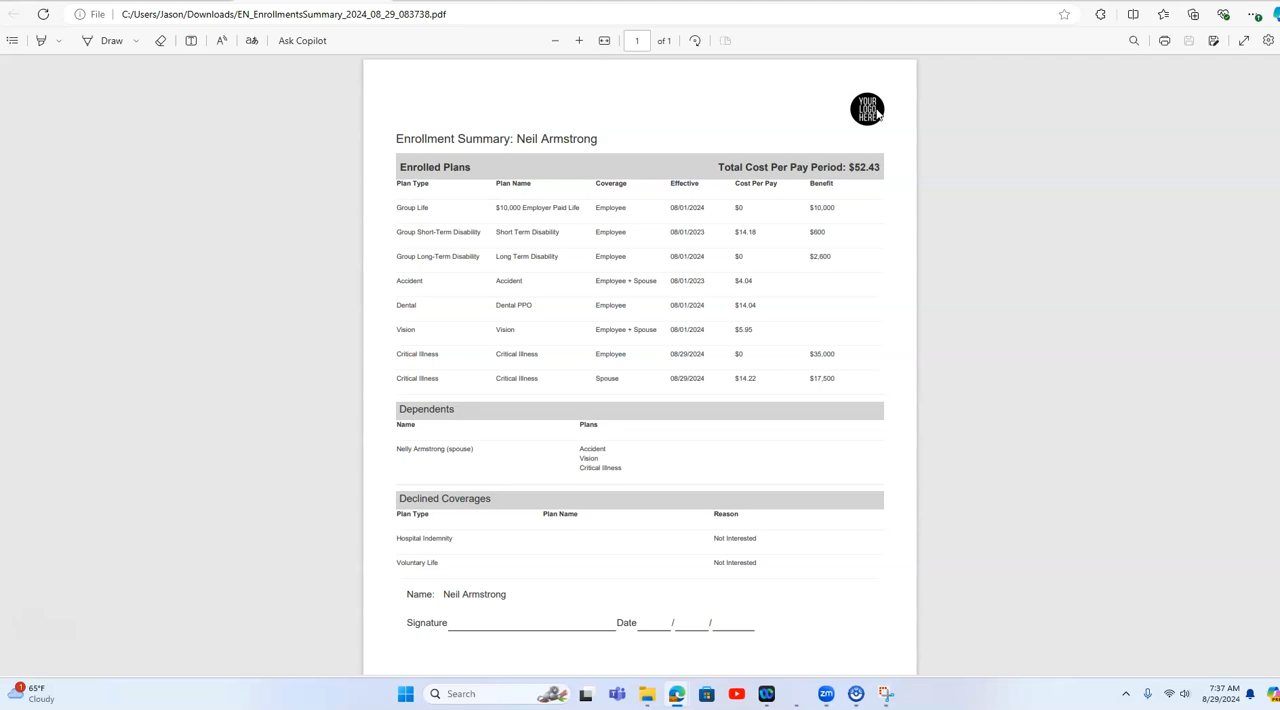 File C:/Users/Jason/Downloads/EN_EnrollmentsSummary_2024_08_29_083738.pdf
Draw Ask Copilot 1 of 1
YOUR
LOGO
HERE
Enrollment Summary: Neil Armstrong
Enrolled Plans Total Cost Per Pay Period: $52.43
Plan Type Plan Name Coverage Effective Cost Per Pay Benefit
Group Life $10,000 Employer Paid Life Employee 08/01/2024 $0 $10,000
Group Short-Term Disability Short Term Disability Employee 08/01/2023 $14.18 $600
Group Long-Term Disability Long Term Disability Employee 08/01/2024 $0 $2,600
Accident Accident Employee + Spouse 08/01/2023 $4.04
Dental Dental PPO Employee 08/01/2024 $14.04
Vision Vision Employee + Spouse 08/01/2024 $5.95
Critical Illness Critical Illness Employee 08/29/2024 $0 $35,000
Critical Illness Critical Illness Spouse 08/29/2024 $14.22 $17,500
Dependents
Name Plans
Nelly Armstrong (spouse) Accident
Vision
Critical Illness
Declined Coverages
Plan Type Plan Name Reason
Hospital Indemnity Not Interested
Voluntary Life Not Interested
Name: Neil Armstrong
Signature Date / /
1 65°F Search 7:37 AM
Cloudy 8/29/2024